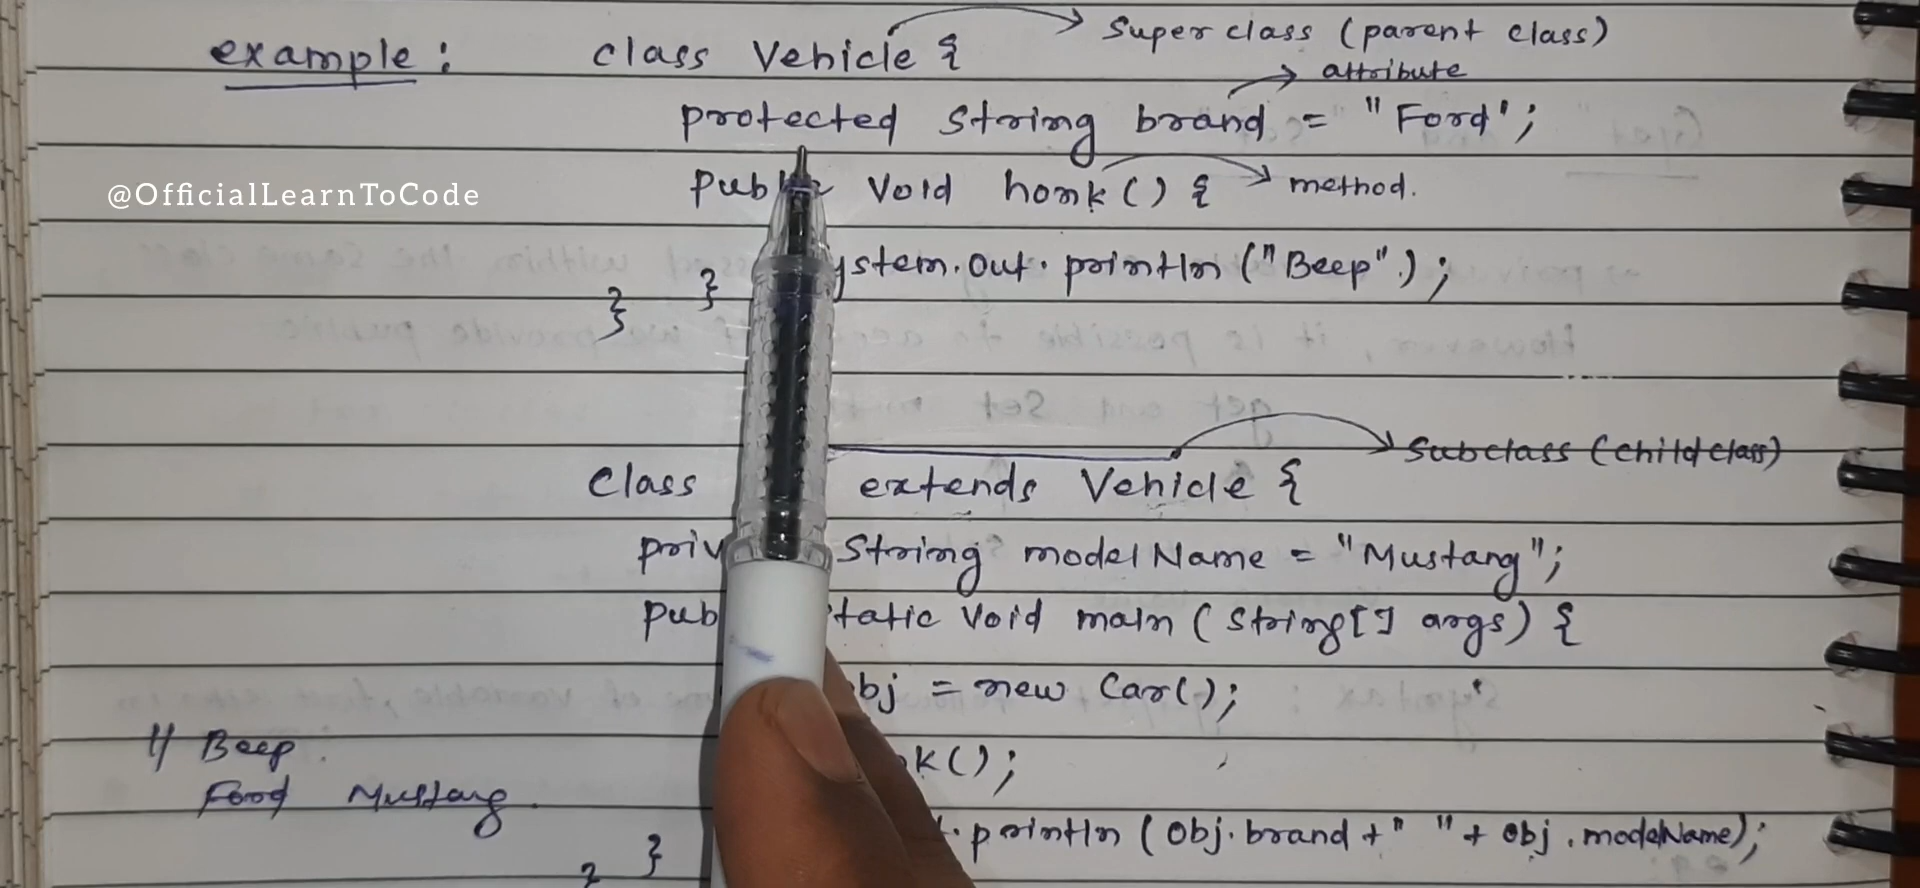 example : class Vehicle { → Super class (parent class)
→ attribute
protected String brand = "Ford';
@OfficialLearnToCode
void honk () { → method.
ystem.out.println ("Beep".);
} }
Subclass (child class)
class extends Vehicle {
priv String modelName = "Mustang";
pub tatic void main ( String[] args) {
bj = new Car();
// Beep.
k();
Ford Mustang.
.println ( obj.brand + " " + obj.modelName);
}
}